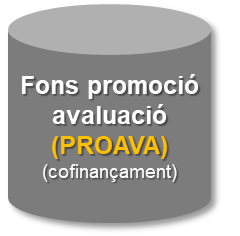 Fons promoció
avaluació
(PROAVA)
(cofinançament)